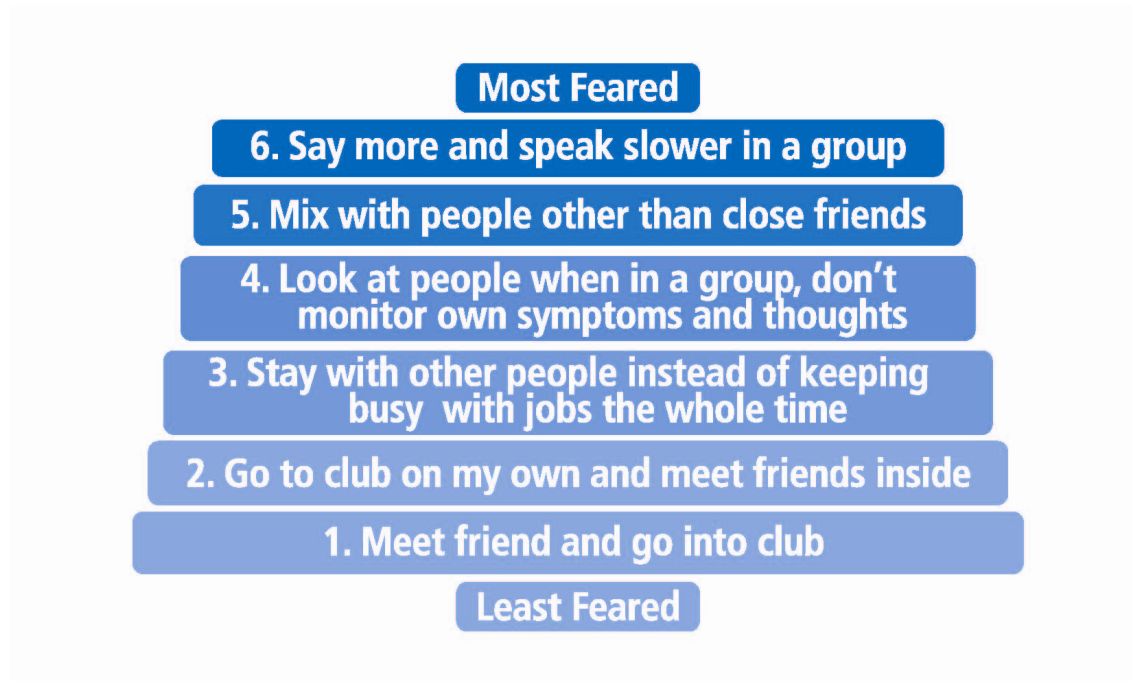 Most Feared
6. Say more and speak slower in a group
5. Mix with people other than close friends
4. Look at people when in a group, don't
monitor own symptoms and thoughts
3. Stay with other people instead of keeping
busy with jobs the whole time
2. Go to club on my own and meet friends inside
1. Meet friend and go into club
Least Feared